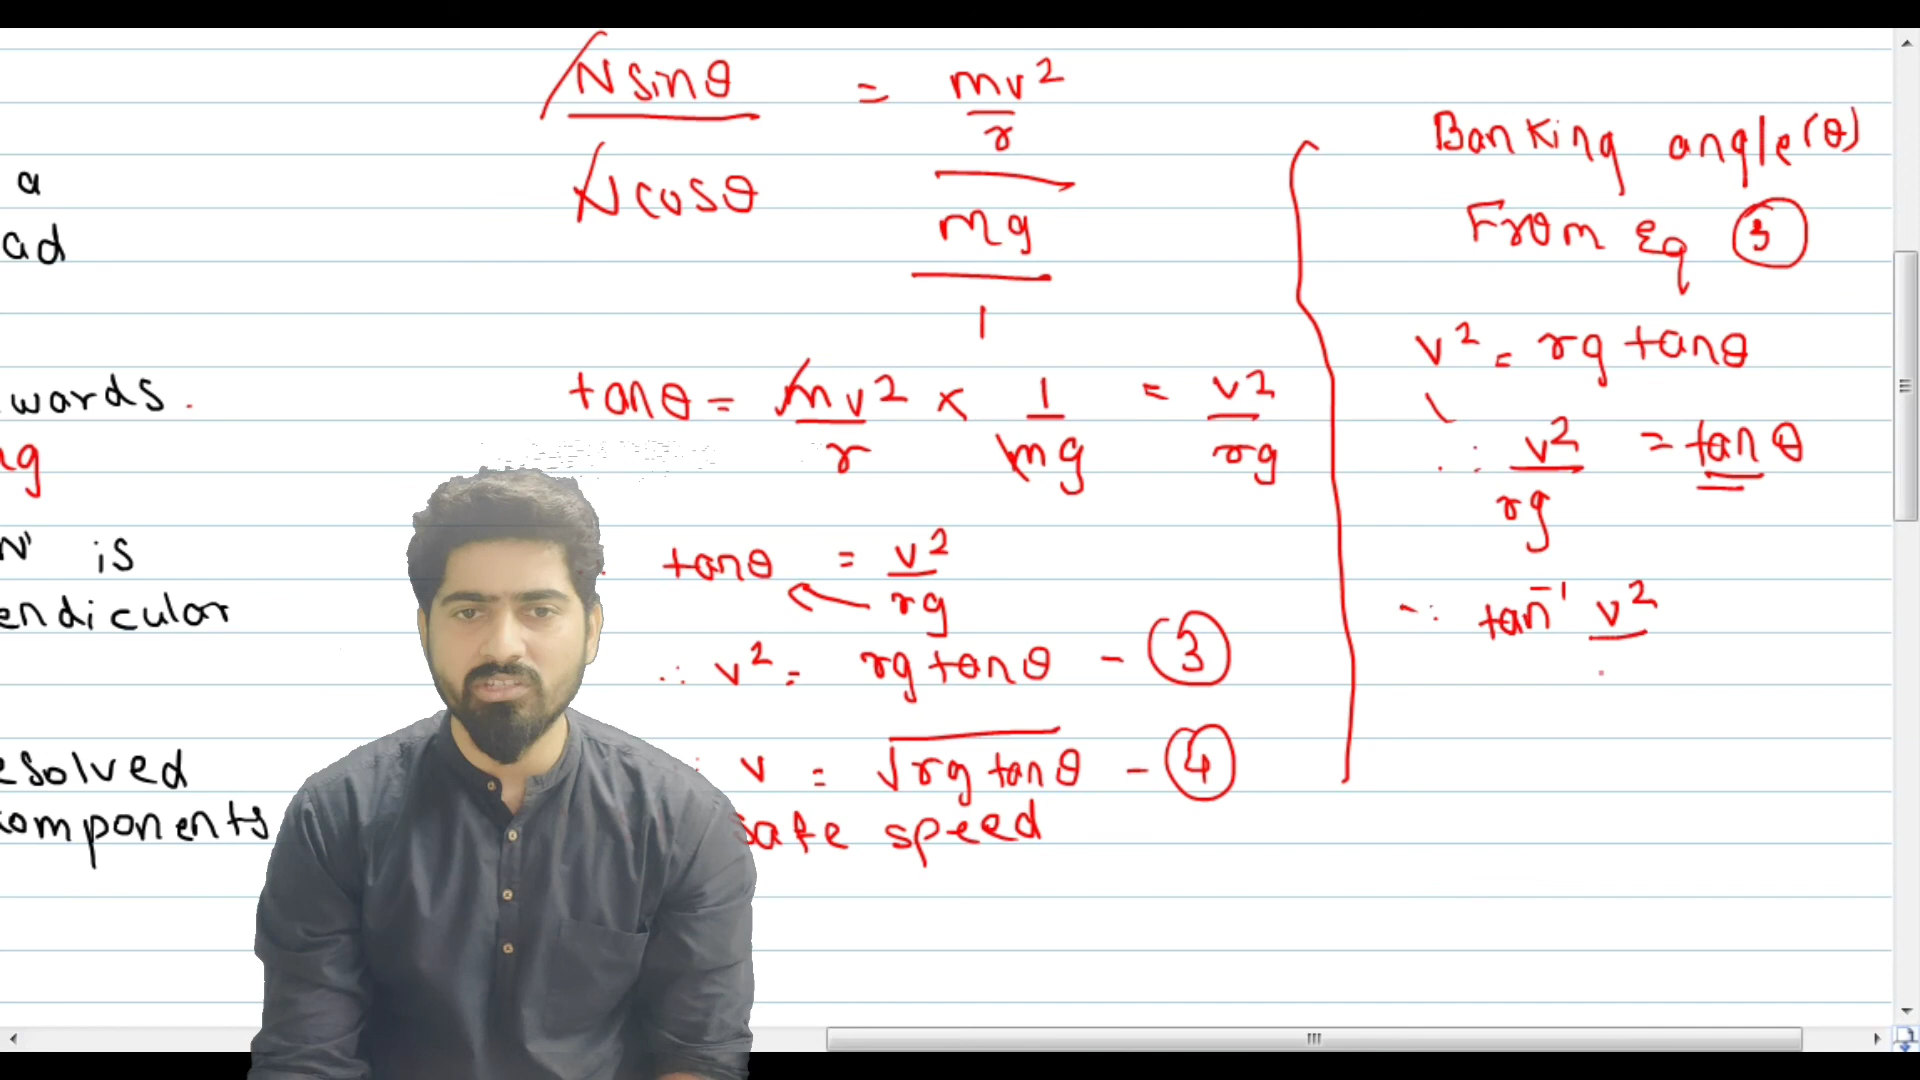 a
ad
wards.
g
N' is
endicular
esolved
components
N sinθ / N cosθ = mv² / r / mg / 1
tanθ = mv² / r × 1 / mg = v² / rg
tanθ = v² / rg
∴ v² = rg tanθ - ③
v = √rg tanθ - ④
safe speed
Banking angle(θ)
From Eq ③
v² = rg tanθ
∴ v² / rg = tanθ
∴ tan⁻¹ v²